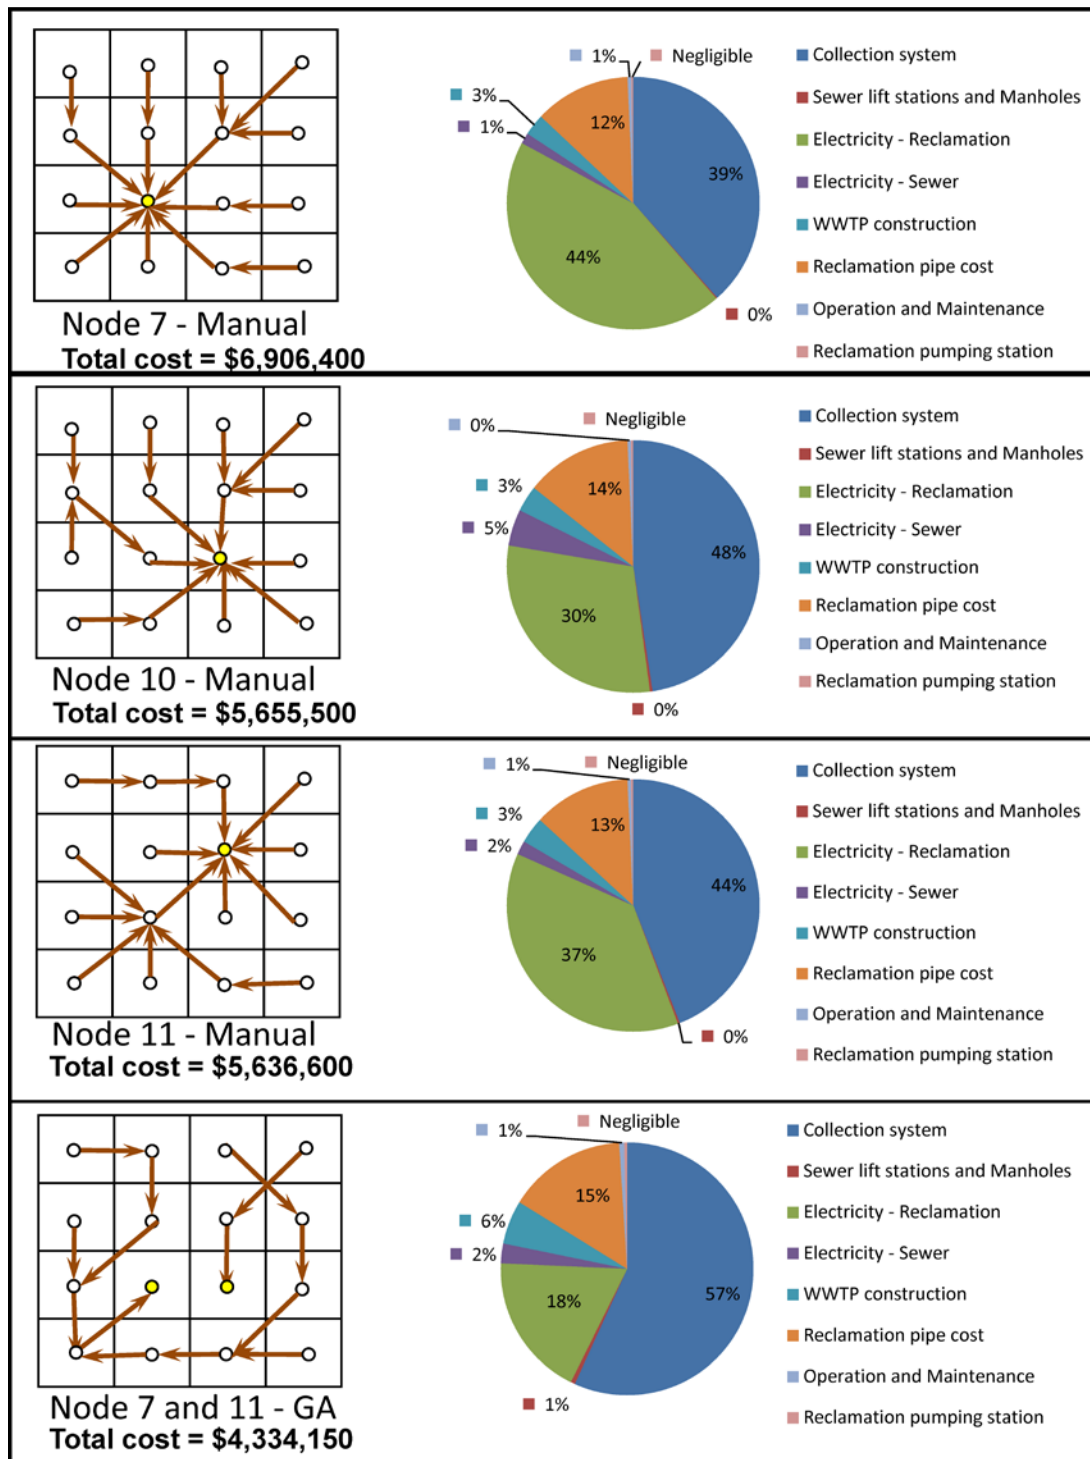 1%
Negligible
3%
1%
12%
39%
44%
0%
Collection system
Sewer lift stations and Manholes
Electricity - Reclamation
Electricity - Sewer
WWTP construction
Reclamation pipe cost
Operation and Maintenance
Reclamation pumping station
Node 7 - Manual
Total cost = $6,906,400
Negligible
0%
3%
5%
14%
48%
30%
0%
Collection system
Sewer lift stations and Manholes
Electricity - Reclamation
Electricity - Sewer
WWTP construction
Reclamation pipe cost
Operation and Maintenance
Reclamation pumping station
Node 10 - Manual
Total cost = $5,655,500
1%
Negligible
3%
2%
13%
44%
37%
0%
Collection system
Sewer lift stations and Manholes
Electricity - Reclamation
Electricity - Sewer
WWTP construction
Reclamation pipe cost
Operation and Maintenance
Reclamation pumping station
Node 11 - Manual
Total cost = $5,636,600
Negligible
1%
6%
2%
15%
57%
18%
1%
Collection system
Sewer lift stations and Manholes
Electricity - Reclamation
Electricity - Sewer
WWTP construction
Reclamation pipe cost
Operation and Maintenance
Reclamation pumping station
Node 7 and 11 - GA
Total cost = $4,334,150